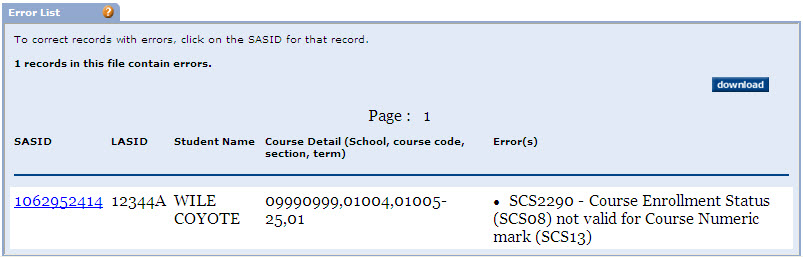 Error List ?
To correct records with errors, click on the SASID for that record.
1 records in this file contain errors.
download
Page : 1
SASID LASID Student Name Course Detail (School, course code, Error(s)
section, term)
1062952414 12344A WILE 09990999,01004,01005- • SCS2290 - Course Enrollment Status
COYOTE 25,01 (SCS08) not valid for Course Numeric
mark (SCS13)